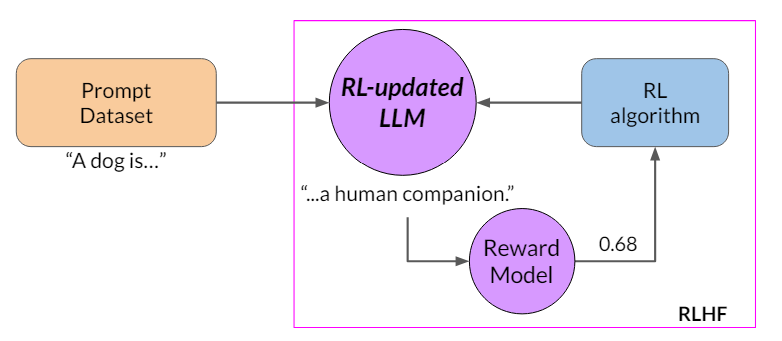 Prompt
Dataset
“A dog is...”
RL-updated
LLM
RL
algorithm
“...a human companion.”
Reward
Model
0.68
RLHF